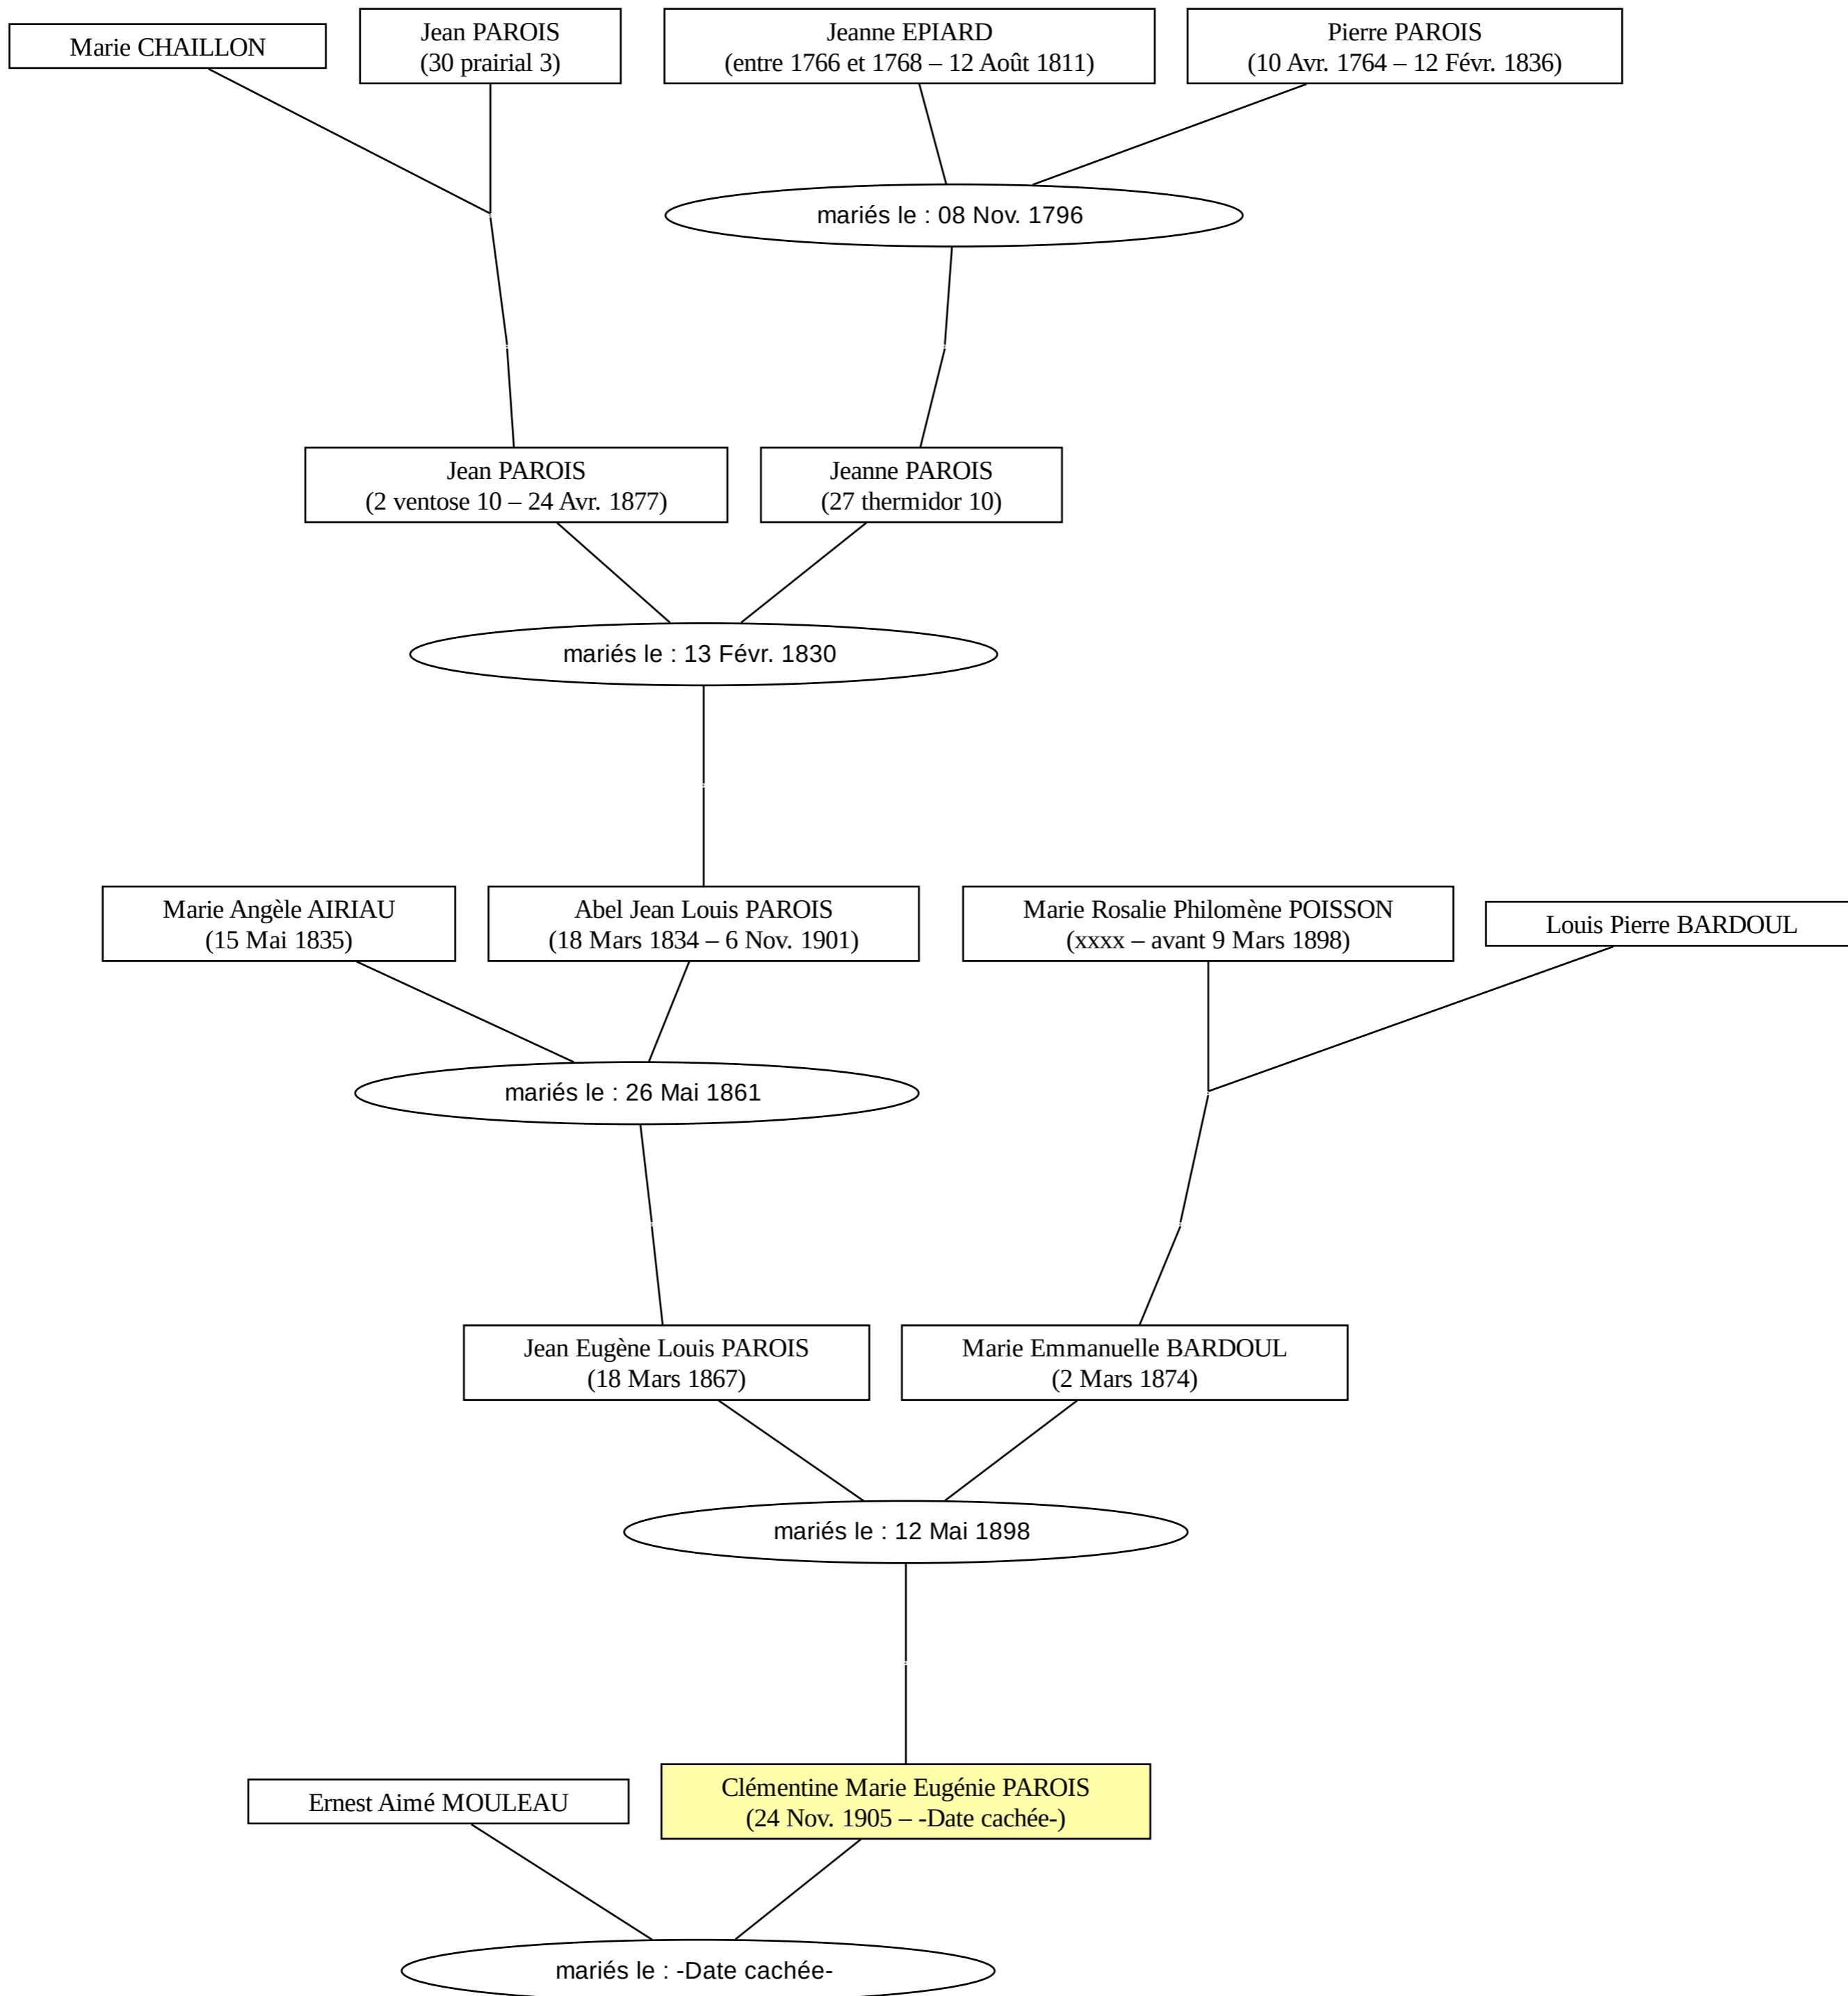 Marie CHAILLON
Jean PAROIS
(30 prairial 3)
Jeanne EPIARD
(entre 1766 et 1768 – 12 Août 1811)
Pierre PAROIS
(10 Avr. 1764 – 12 Févr. 1836)
mariés le : 08 Nov. 1796
Jean PAROIS
(2 ventose 10 – 24 Avr. 1877)
Jeanne PAROIS
(27 thermidor 10)
mariés le : 13 Févr. 1830
Marie Angèle AIRIAU
(15 Mai 1835)
Abel Jean Louis PAROIS
(18 Mars 1834 – 6 Nov. 1901)
Marie Rosalie Philomène POISSON
(xxxx – avant 9 Mars 1898)
Louis Pierre BARDOUL
mariés le : 26 Mai 1861
Jean Eugène Louis PAROIS
(18 Mars 1867)
Marie Emmanuelle BARDOUL
(2 Mars 1874)
mariés le : 12 Mai 1898
Ernest Aimé MOULEAU
Clémentine Marie Eugénie PAROIS
(24 Nov. 1905 – -Date cachée-)
mariés le : -Date cachée-